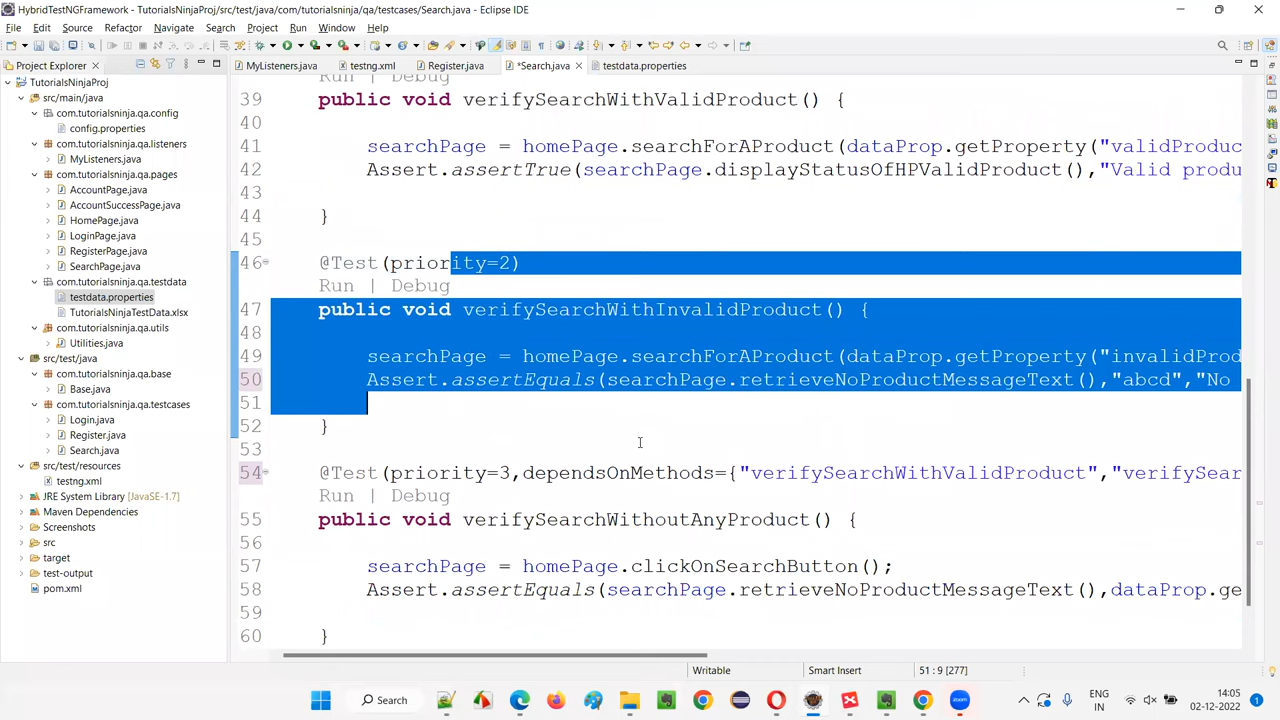 HybridTestNGFramework - TutorialsNinjaProj/src/test/java/com/tutorialsninja/qa/testcases/Search.java - Eclipse IDE
File Edit Source Refactor Navigate Search Project Run Window Help
Project Explorer MyListeners.java testng.xml Register.java *Search.java testdata.properties
TutorialsNinjaProj
src/main/java
com.tutorialsninja.qa.config
config.properties
com.tutorialsninja.qa.listeners
MyListeners.java
com.tutorialsninja.qa.pages
AccountPage.java
AccountSuccessPage.java
HomePage.java
LoginPage.java
RegisterPage.java
SearchPage.java
com.tutorialsninja.qa.testdata
testdata.properties
TutorialsNinjaTestData.xlsx
com.tutorialsninja.qa.utils
Utilities.java
src/test/java
com.tutorialsninja.qa.base
Base.java
com.tutorialsninja.qa.testcases
Login.java
Register.java
Search.java
src/test/resources
testng.xml
JRE System Library [JavaSE-1.7]
Maven Dependencies
Screenshots
src
target
test-output
pom.xml
Run | Debug
39 public void verifySearchWithValidProduct() {
40
41 searchPage = homePage.searchForAProduct(dataProp.getProperty("validProduc
42 Assert.assertTrue(searchPage.displayStatusOfHPValidProduct(),"Valid produ
43
44 }
45
46 @Test(priority=2)
Run | Debug
47 public void verifySearchWithInvalidProduct() {
48
49 searchPage = homePage.searchForAProduct(dataProp.getProperty("invalidProd
50 Assert.assertEquals(searchPage.retrieveNoProductMessageText(),"abcd","No
51
52 }
53
54 @Test(priority=3,dependsOnMethods={"verifySearchWithValidProduct","verifySear
Run | Debug
55 public void verifySearchWithoutAnyProduct() {
56
57 searchPage = homePage.clickOnSearchButton();
58 Assert.assertEquals(searchPage.retrieveNoProductMessageText(),dataProp.ge
59
60 }
Writable Smart Insert 51 : 9 [277]
Search ENG IN 14:05 02-12-2022